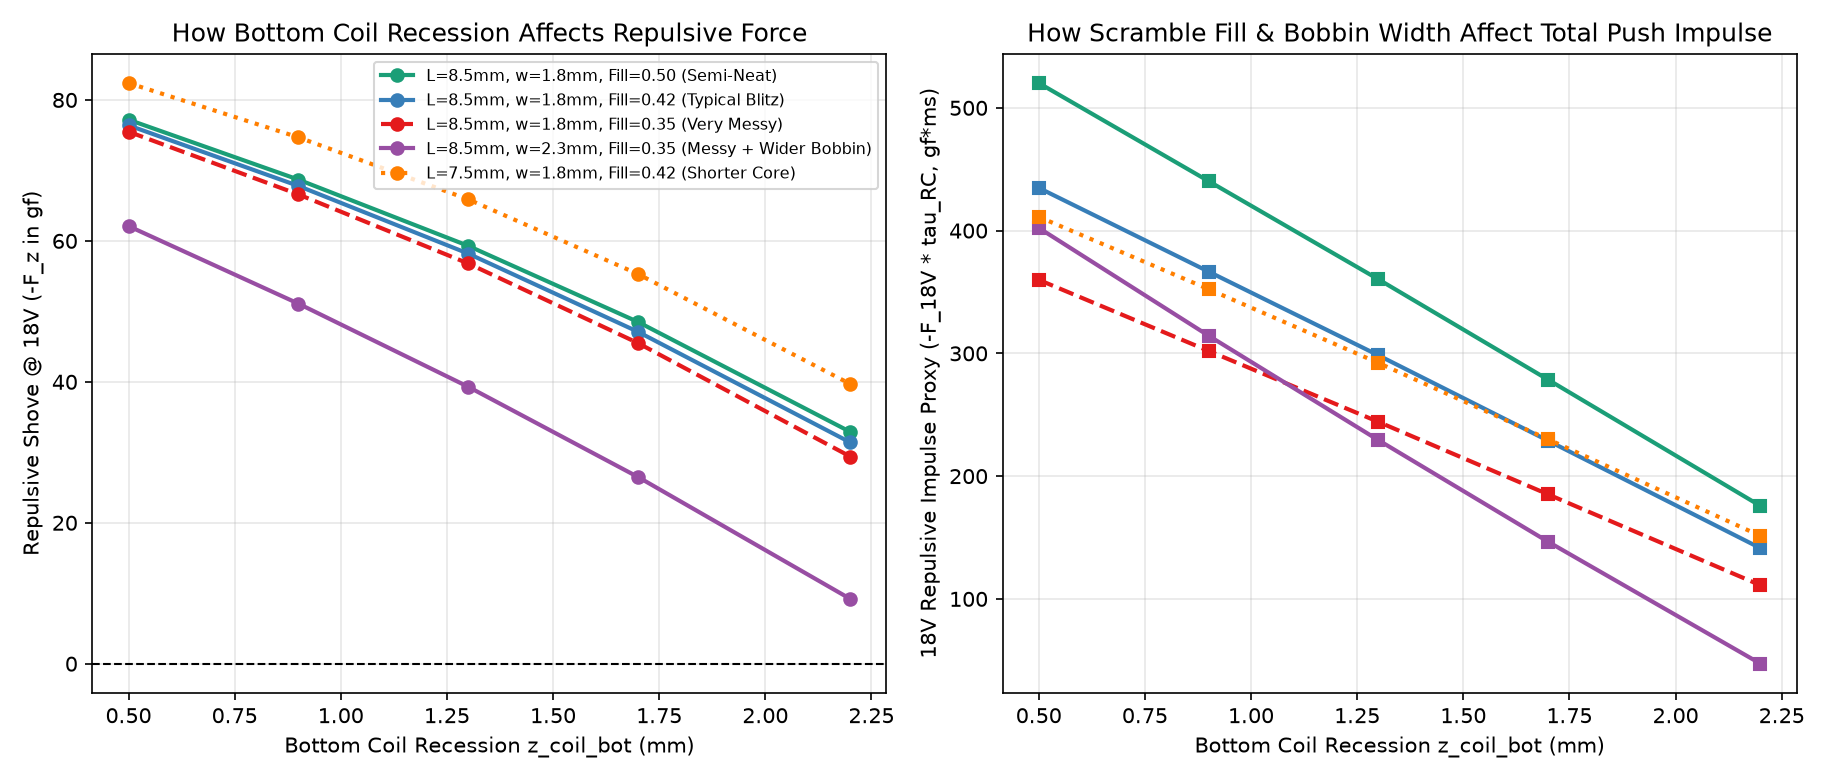 How Bottom Coil Recession Affects Repulsive Force
Repulsive Shove @ 18V (-F_z in gf)
80
60
40
20
0
L=8.5mm, w=1.8mm, Fill=0.50 (Semi-Neat)
L=8.5mm, w=1.8mm, Fill=0.42 (Typical Blitz)
L=8.5mm, w=1.8mm, Fill=0.35 (Very Messy)
L=8.5mm, w=2.3mm, Fill=0.35 (Messy + Wider Bobbin)
L=7.5mm, w=1.8mm, Fill=0.42 (Shorter Core)
0.50 0.75 1.00 1.25 1.50 1.75 2.00 2.25
Bottom Coil Recession z_coil_bot (mm)
How Scramble Fill & Bobbin Width Affect Total Push Impulse
18V Repulsive Impulse Proxy (-F_18V * tau_RC, gf*ms)
500
400
300
200
100
0.50 0.75 1.00 1.25 1.50 1.75 2.00 2.25
Bottom Coil Recession z_coil_bot (mm)